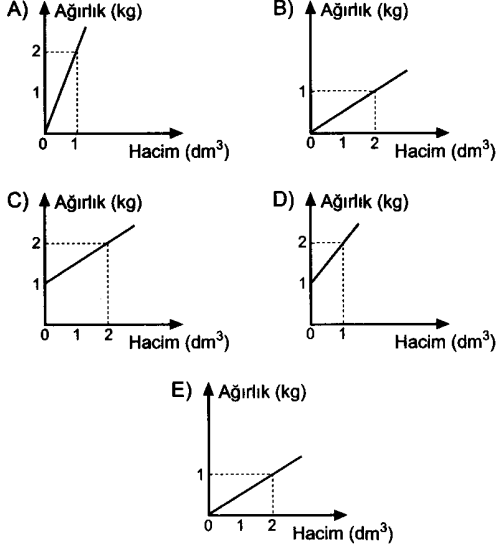 A) Ağırlık (kg)
2
1
0 1
Hacim (dm³)
B) Ağırlık (kg)
1
0 1 2
Hacim (dm³)
C) Ağırlık (kg)
2
1
0 1 2
Hacim (dm³)
D) Ağırlık (kg)
2
1
0 1
Hacim (dm³)
E) Ağırlık (kg)
1
0 1 2
Hacim (dm³)